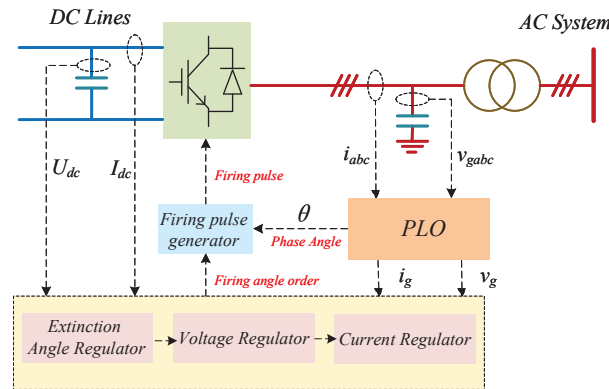 DC Lines
AC System
U_dc
I_dc
i_abc
v_gabc
Firing pulse
Firing pulse
generator
θ
Phase Angle
PLO
Firing angle order
i_g
v_g
Extinction
Angle Regulator
Voltage Regulator
Current Regulator